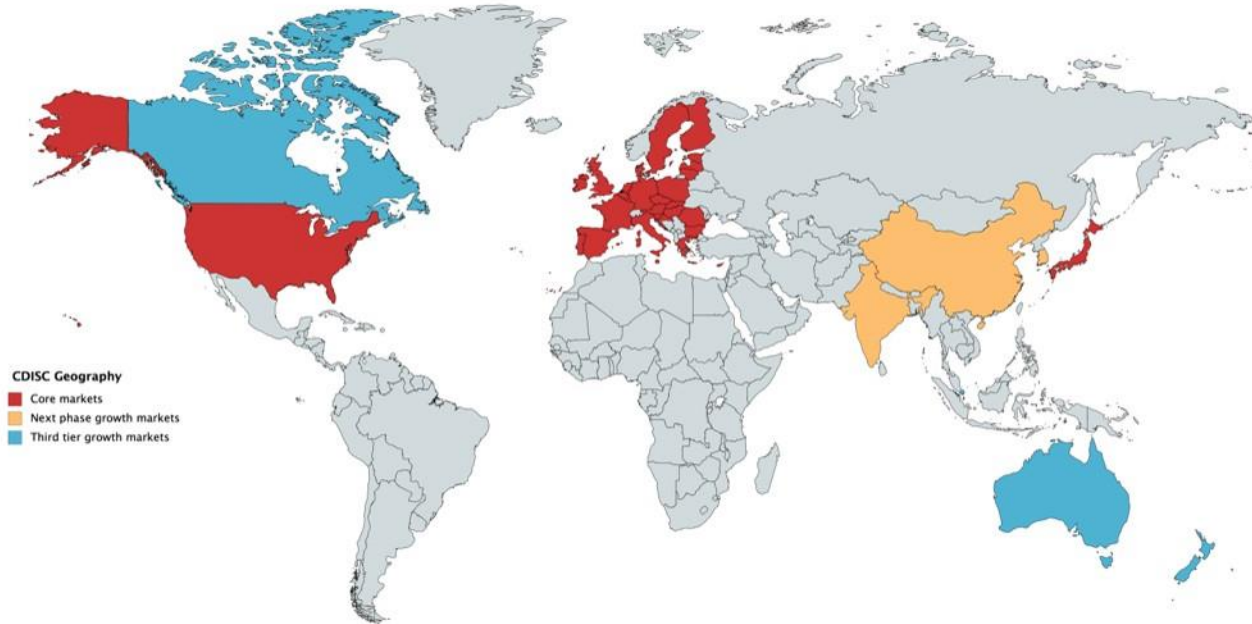 CDISC Geography
Core markets
Next phase growth markets
Third tier growth markets